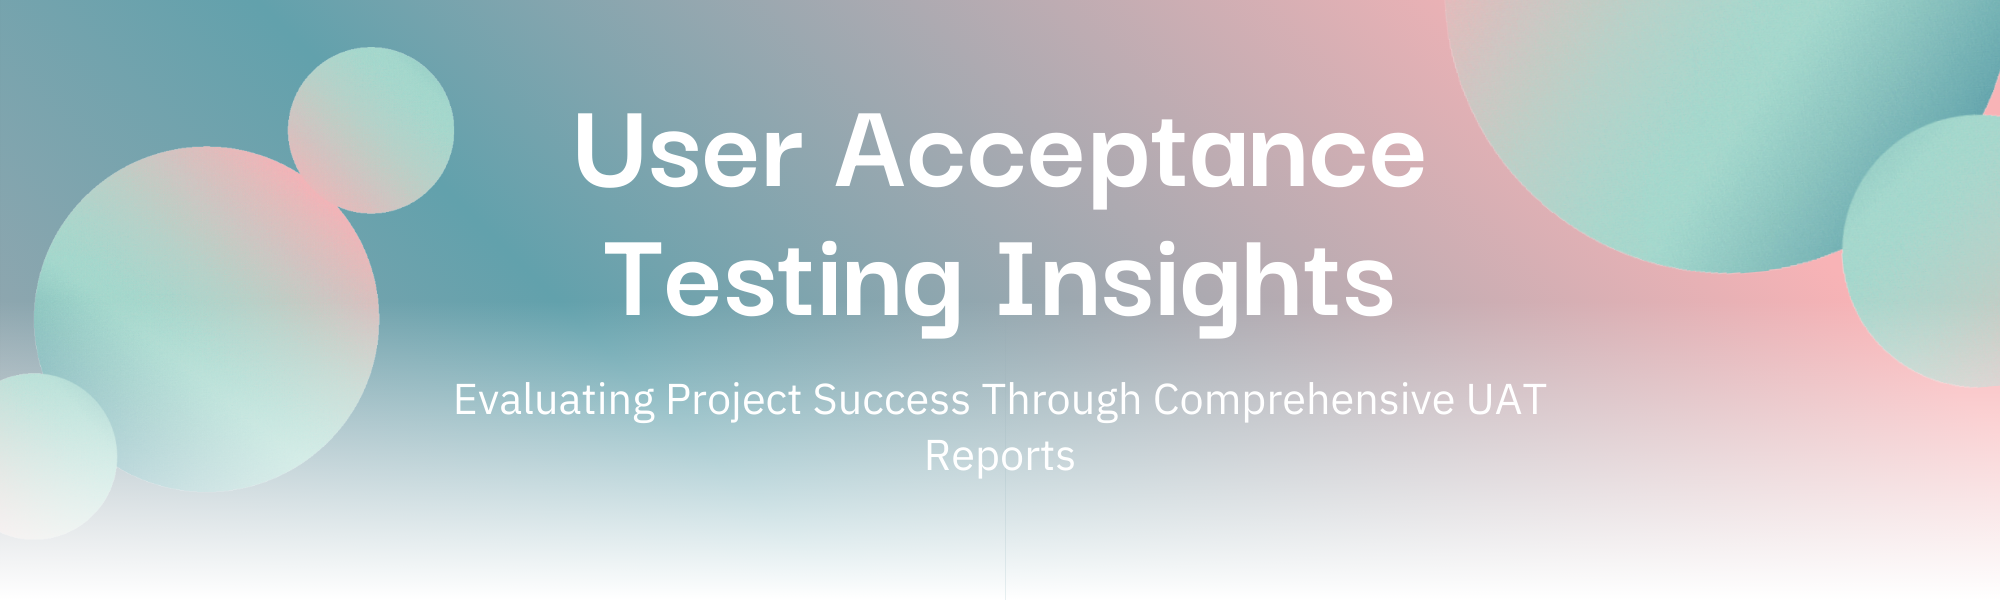 User Acceptance
Testing Insights
Evaluating Project Success Through Comprehensive UAT
Reports